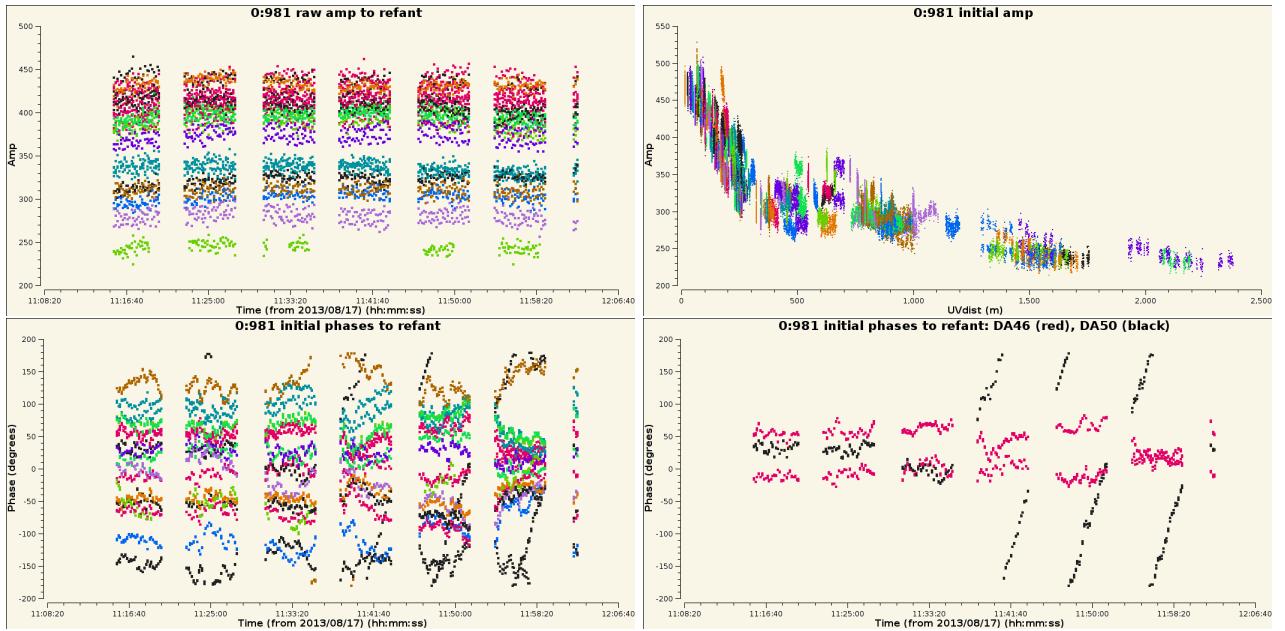 0:981 raw amp to refant
500
450
400
350
300
250
200
Amp
11:08:20 11:16:40 11:25:00 11:33:20 11:41:40 11:50:00 11:58:20 12:06:40
Time (from 2013/08/17) (hh:mm:ss)
0:981 initial amp
550
500
450
400
350
300
250
200
Amp
0 500 1,000 1,500 2,000 2,500
UVdist (m)
0:981 initial phases to refant
200
150
100
50
0
-50
-100
-150
-200
Phase (degrees)
11:08:20 11:16:40 11:25:00 11:33:20 11:41:40 11:50:00 11:58:20 12:06:40
Time (from 2013/08/17) (hh:mm:ss)
0:981 initial phases to refant: DA46 (red), DA50 (black)
200
150
100
50
0
-50
-100
-150
-200
Phase (degrees)
11:08:20 11:16:40 11:25:00 11:33:20 11:41:40 11:50:00 11:58:20 12:06:40
Time (from 2013/08/17) (hh:mm:ss)